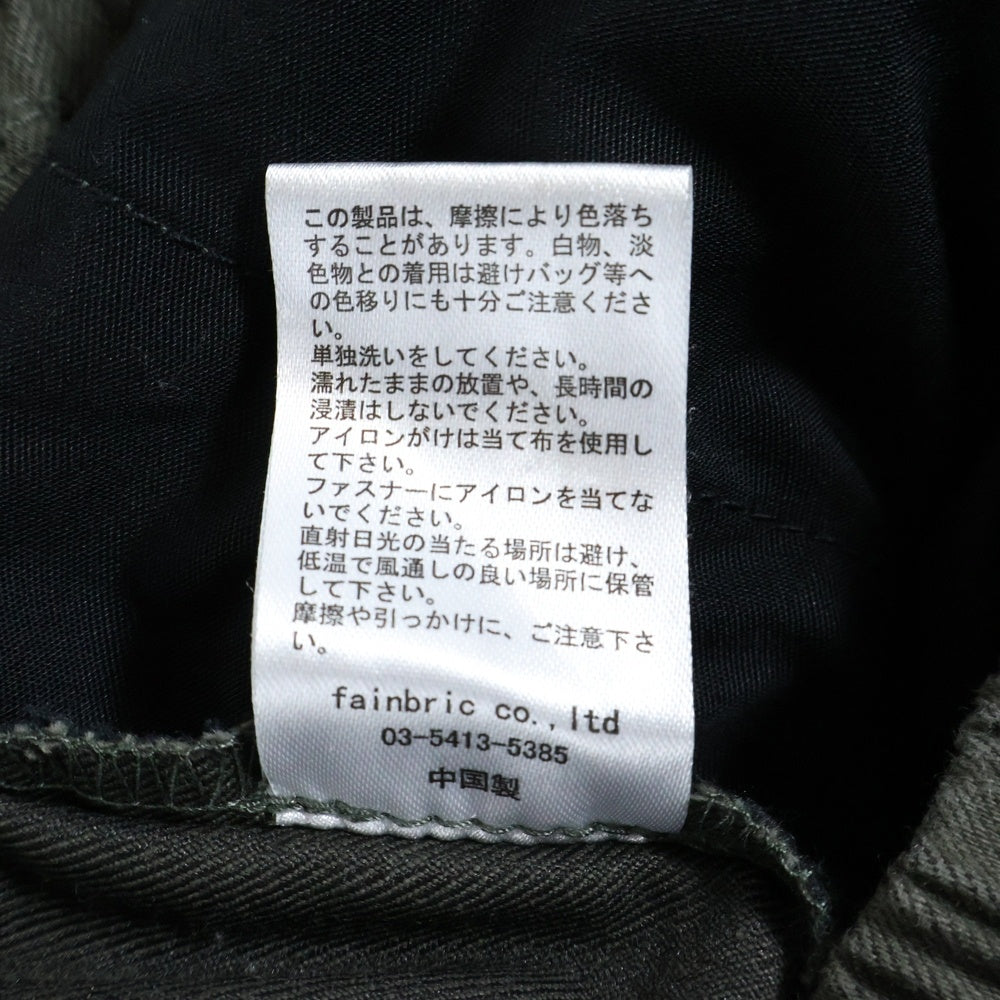 この製品は、摩擦により色落ち
することがあります。白物、淡
色物との着用は避けバッグ等へ
の色移りにも十分ご注意くださ
い。
単独洗いをしてください。
濡れたままの放置や、長時間の
浸漬はしないでください。
アイロンがけは当て布を使用し
て下さい。
ファスナーにアイロンを当てな
いでください。
直射日光の当たる場所は避け、
低温で風通しの良い場所に保管
して下さい。
摩擦や引っかけに、ご注意下さ
い。
fainbric co.,ltd
03-5413-5385
中国製